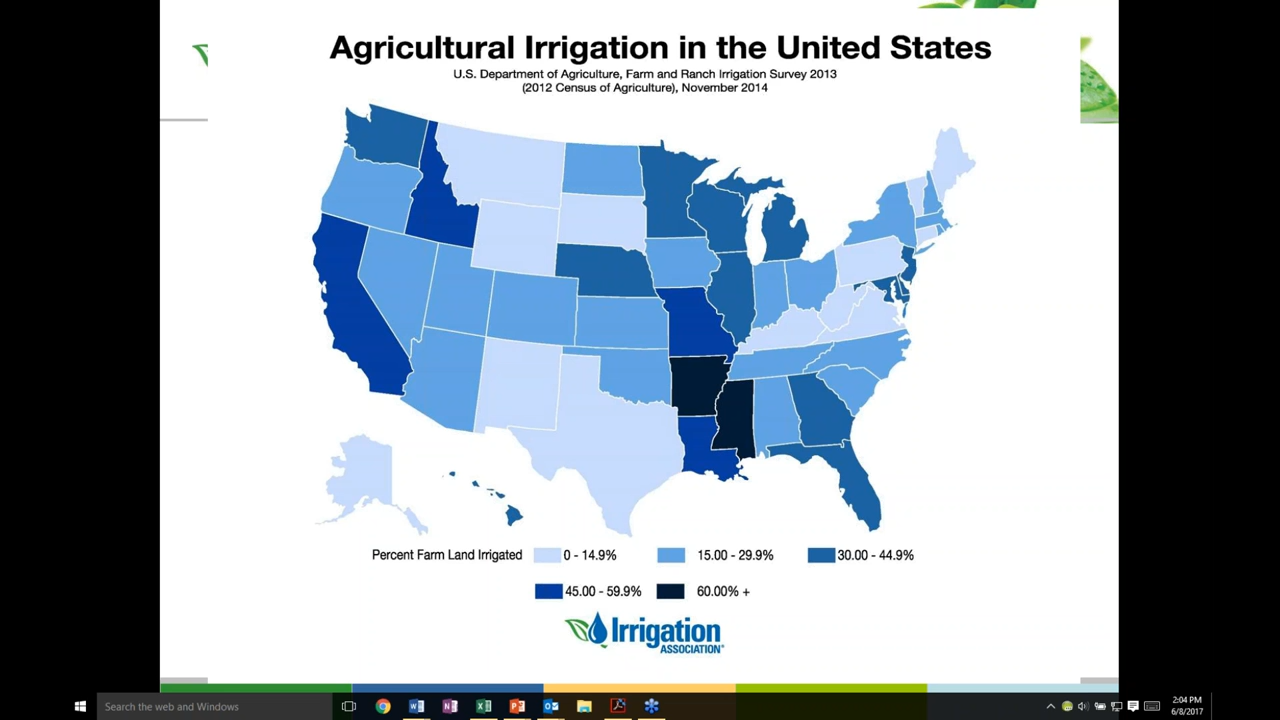 Agricultural Irrigation in the United States
U.S. Department of Agriculture, Farm and Ranch Irrigation Survey 2013
(2012 Census of Agriculture), November 2014
Percent Farm Land Irrigated
0 - 14.9%
15.00 - 29.9%
30.00 - 44.9%
45.00 - 59.9%
60.00% +
Irrigation
ASSOCIATION®
Search the web and Windows
2:04 PM
6/8/2017